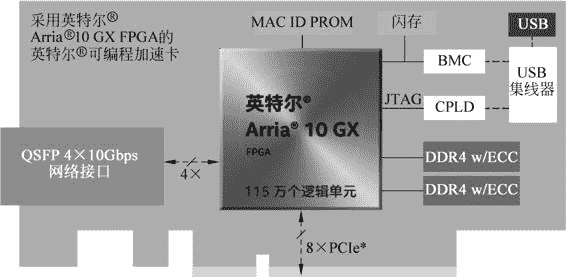 采用英特尔®
Arria®10 GX FPGA的
英特尔®可编程加速卡
MAC ID PROM
闪存
USB
BMC
USB
集线器
JTAG
CPLD
英特尔®
Arria® 10 GX
FPGA
115 万个逻辑单元
QSFP 4×10Gbps
网络接口
4×
DDR4 w/ECC
DDR4 w/ECC
8×PCIe*